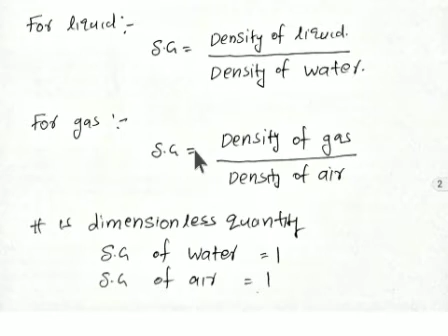 For liquid:-
S.G = Density of liquid.
Density of water.
For gas :-
S.G = Density of gas
Density of air
It is dimensionless quantity
S.G of water = 1
S.G of air = 1
2